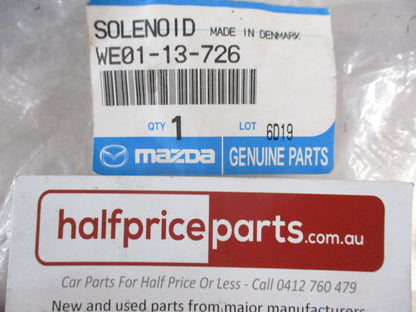 SOLENOID MADE IN DENMARK
WE01-13-726
QTY 1 LOT 6D19
mazda GENUINE PARTS
halfpriceparts.com.au
Car Parts For Half Price Or Less - Call 0412 760 479
New and used parts from major manufacturers